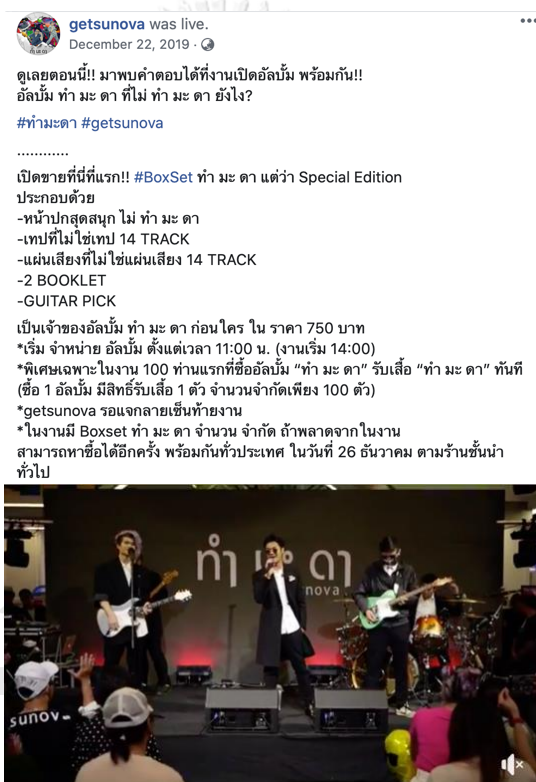 getsunova was live.
December 22, 2019 ·
ดูเลยตอนนี้!! มาพบคำตอบได้ที่งานเปิดอัลบั้ม พร้อมกัน!!
อัลบั้ม ทำ มะ ดา ที่ไม่ ทำ มะ ดา ยังไง?
#ทำมะดา #getsunova
............
เปิดขายที่นี่ที่แรก!! #BoxSet ทำ มะ ดา แต่ว่า Special Edition
ประกอบด้วย
-หน้าปกสุดสนุก ไม่ ทำ มะ ดา
-เทปที่ไม่ใช่เทป 14 TRACK
-แผ่นเสียงที่ไม่ใช่แผ่นเสียง 14 TRACK
-2 BOOKLET
-GUITAR PICK
เป็นเจ้าของอัลบั้ม ทำ มะ ดา ก่อนใคร ใน ราคา 750 บาท
*เริ่ม จำหน่าย อัลบั้ม ตั้งแต่เวลา 11:00 น. (งานเริ่ม 14:00)
*พิเศษเฉพาะในงาน 100 ท่านแรกที่ซื้ออัลบั้ม “ทำ มะ ดา” รับเสื้อ “ทำ มะ ดา” ทันที
(ซื้อ 1 อัลบั้ม มีสิทธิ์รับเสื้อ 1 ตัว จำนวนจำกัดเพียง 100 ตัว)
*getsunova รอแจกลายเซ็นท้ายงาน
*ในงานมี Boxset ทำ มะ ดา จำนวน จำกัด ถ้าพลาดจากในงาน
สามารถหาซื้อได้อีกครั้ง พร้อมกันทั่วประเทศ ในวันที่ 26 ธันวาคม ตามร้านชั้นนำ
ทั่วไป
ทำ มะ ดา
nova
sunov